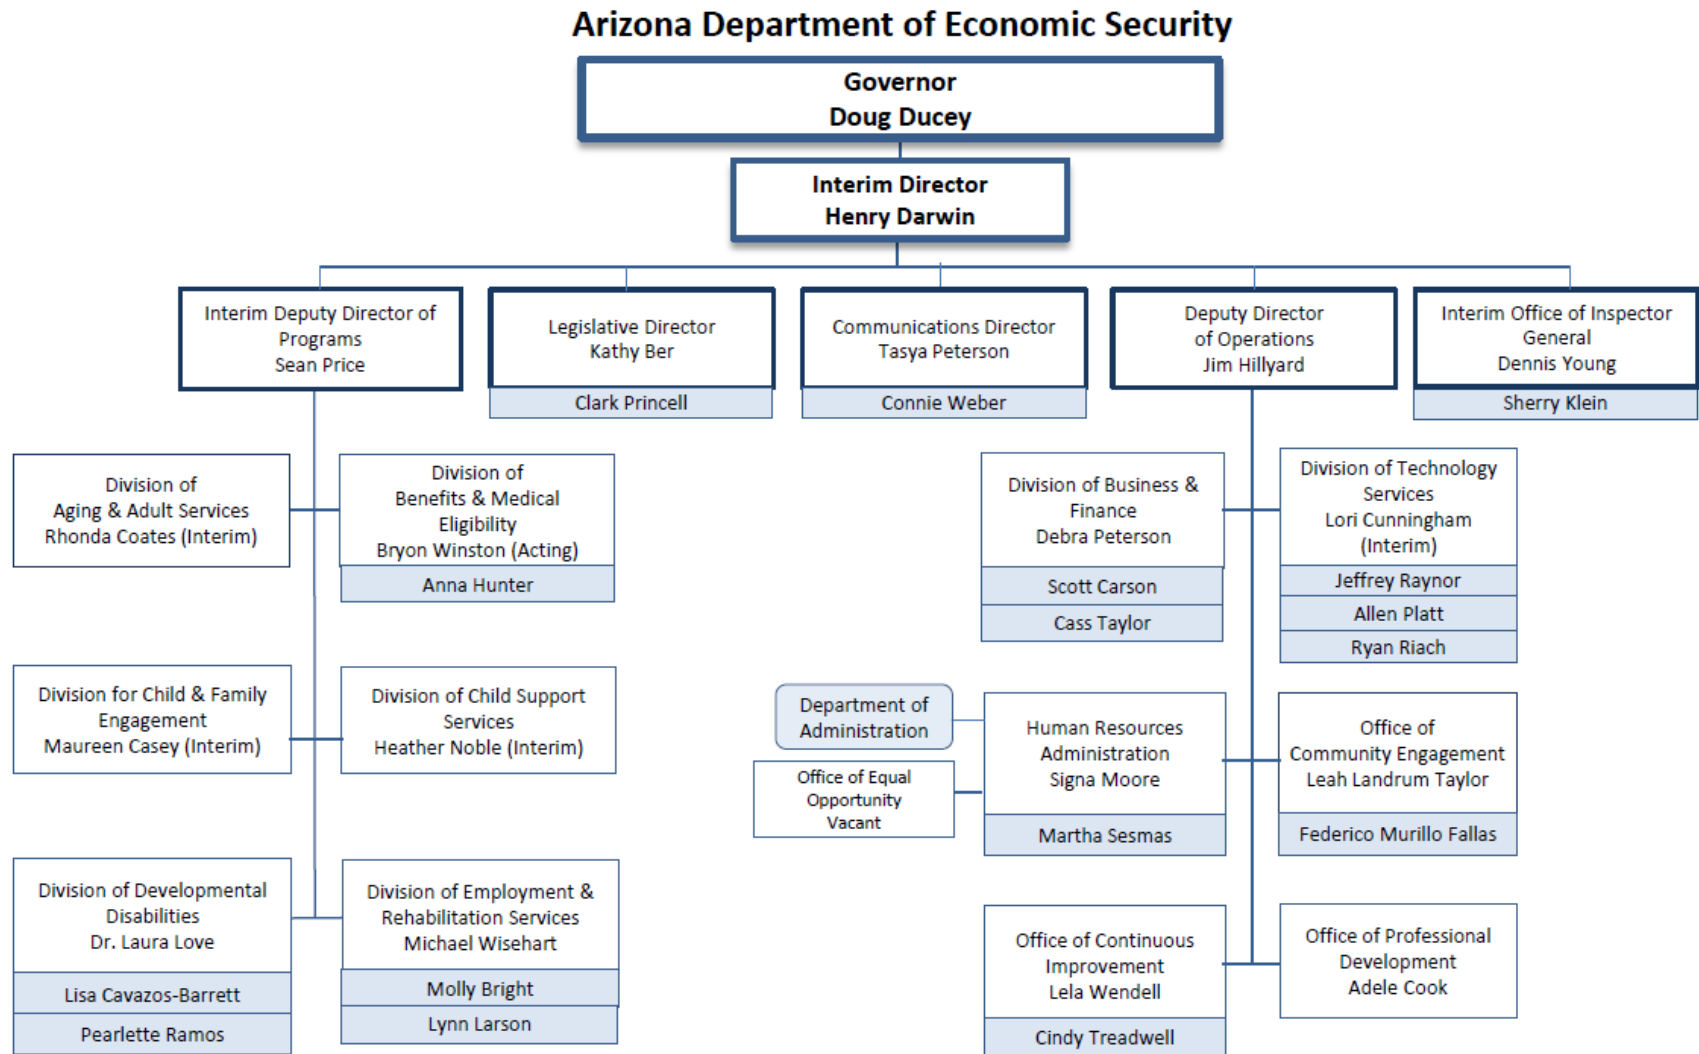 Arizona Department of Economic Security
Governor
Doug Ducey
Interim Director
Henry Darwin
Interim Deputy Director of
Programs
Sean Price
Legislative Director
Kathy Ber
Clark Princell
Communications Director
Tasya Peterson
Connie Weber
Deputy Director
of Operations
Jim Hillyard
Interim Office of Inspector
General
Dennis Young
Sherry Klein
Division of
Aging & Adult Services
Rhonda Coates (Interim)
Division of
Benefits & Medical
Eligibility
Bryon Winston (Acting)
Anna Hunter
Division of Business &
Finance
Debra Peterson
Scott Carson
Cass Taylor
Division of Technology
Services
Lori Cunningham
(Interim)
Jeffrey Raynor
Allen Platt
Ryan Riach
Division for Child & Family
Engagement
Maureen Casey (Interim)
Division of Child Support
Services
Heather Noble (Interim)
Department of
Administration
Office of Equal
Opportunity
Vacant
Human Resources
Administration
Signa Moore
Martha Sesmas
Office of
Community Engagement
Leah Landrum Taylor
Federico Murillo Fallas
Division of Developmental
Disabilities
Dr. Laura Love
Lisa Cavazos-Barrett
Pearlette Ramos
Division of Employment &
Rehabilitation Services
Michael Wisehart
Molly Bright
Lynn Larson
Office of Continuous
Improvement
Lela Wendell
Cindy Treadwell
Office of Professional
Development
Adele Cook